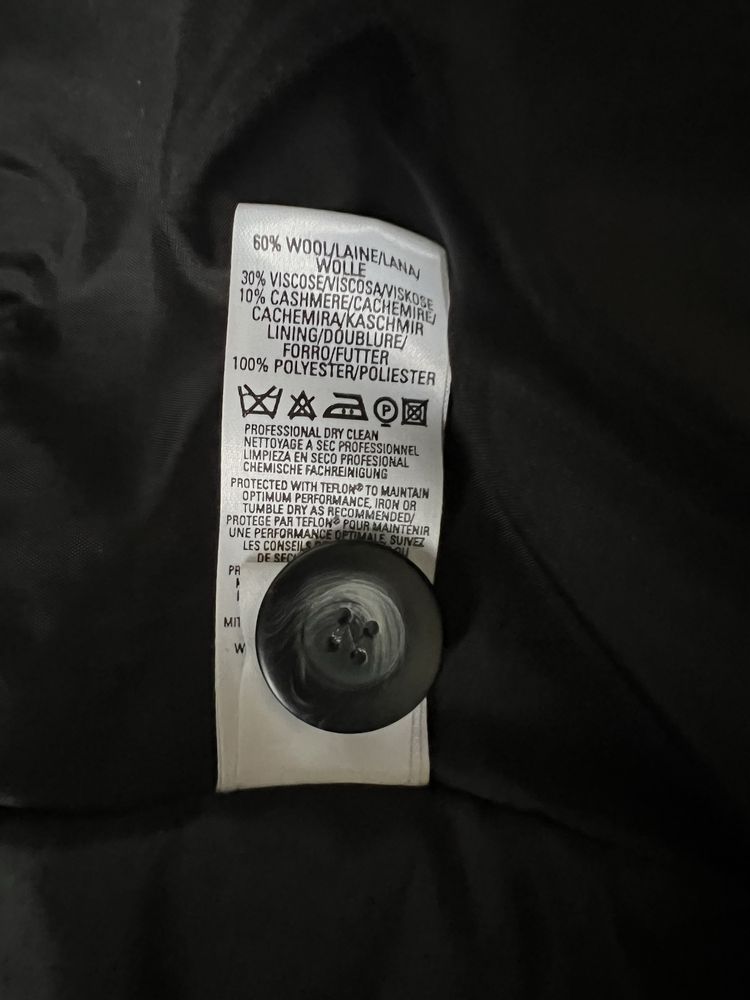 60% WOOL/LAINE/LANA/
WOLLE
30% VISCOSE/VISCOSA/VISKOSE
10% CASHMERE/CACHEMIRE/
CACHEMIRA/KASCHMIR
LINING/DOUBLURE/
FORRO/FUTTER
100% POLYESTER/POLIESTER
P
PROFESSIONAL DRY CLEAN
NETTOYAGE A SEC PROFESSIONNEL
LIMPIEZA EN SECO PROFESIONAL
CHEMISCHE FACHREINIGUNG
PROTECTED WITH TEFLON® TO MAINTAIN
OPTIMUM PERFORMANCE, IRON OR
TUMBLE DRY AS RECOMMENDED/
PROTEGE PAR TEFLON® POUR MAINTENIR
UNE PERFORMANCE OPTIMALE, SUIVEZ
LES CONSEILS
DE